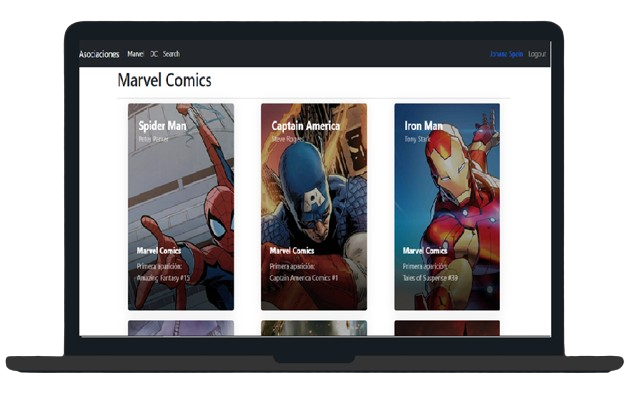 Asociaciones Marvel DC Search Logout
Marvel Comics
Spider Man
Peter Parker
Captain America
Steve Rogers
Iron Man
Tony Stark
Marvel Comics
Primera aparición:
Amazing Fantasy #15
Marvel Comics
Primera aparición:
Captain America Comics #1
Marvel Comics
Primera aparición:
Tales of Suspense #39